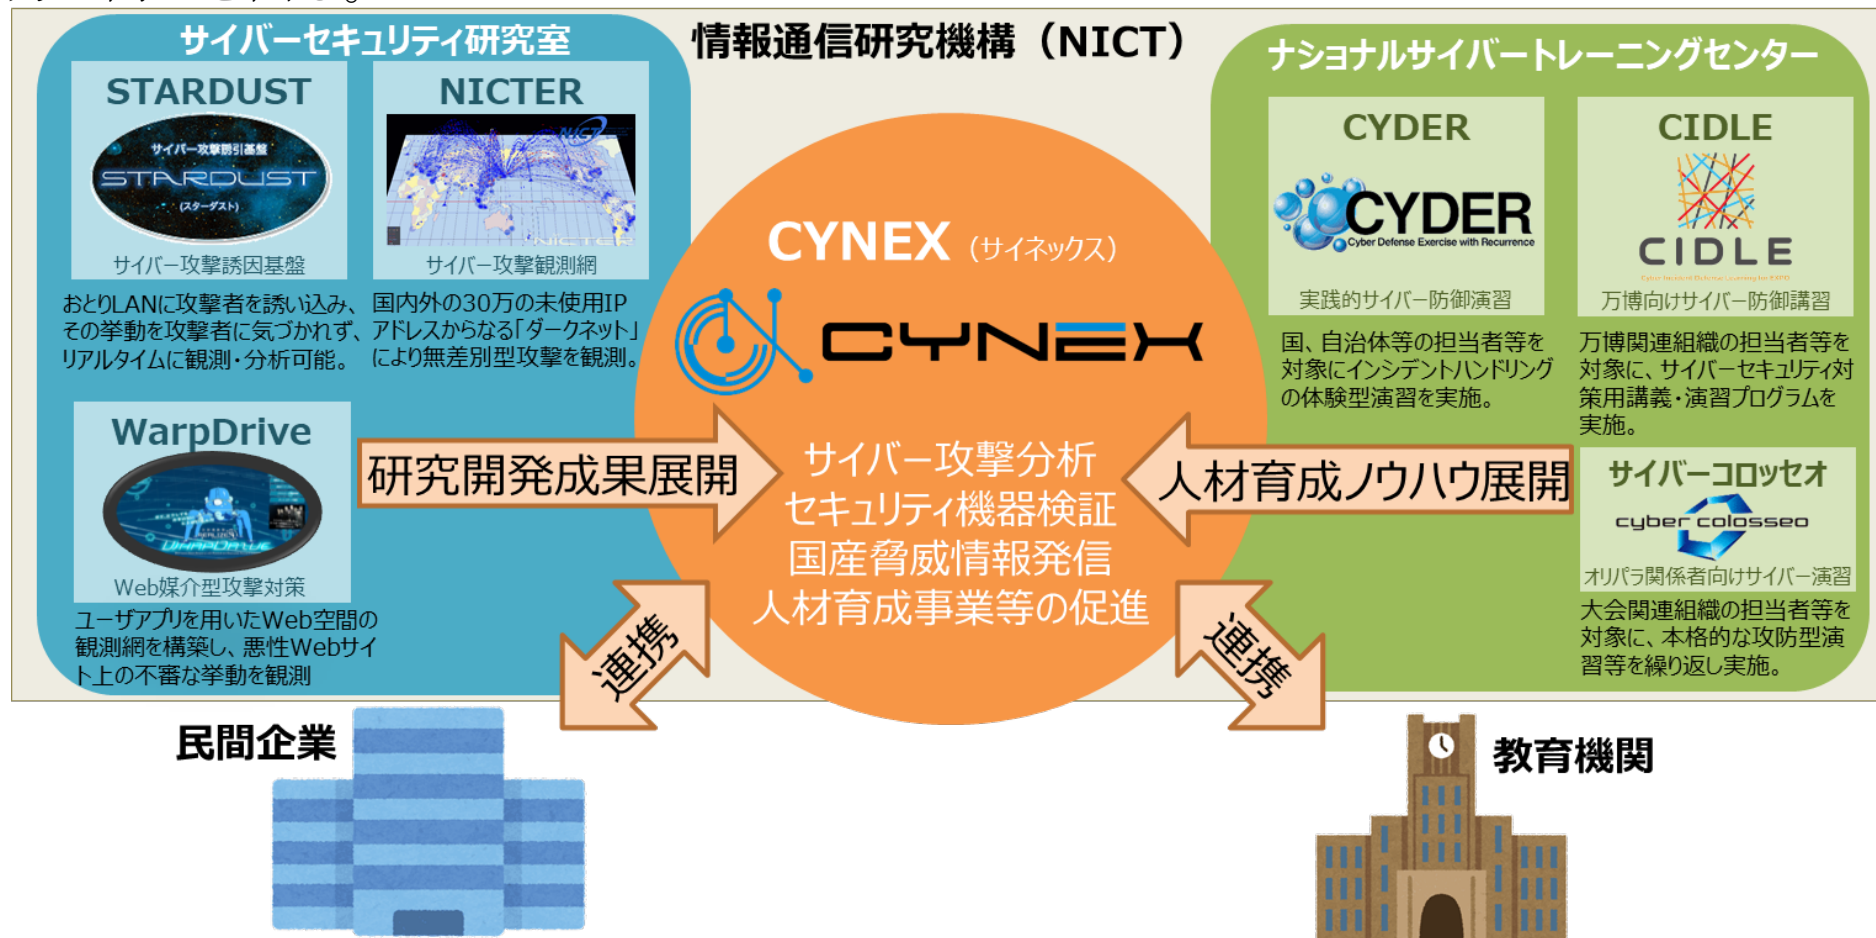 情報通信研究機構（NICT）
サイバーセキュリティ研究室
STARDUST
サイバー攻撃誘引基盤
STARDUST
(スターダスト)
サイバー攻撃誘因基盤
おとりLANに攻撃者を誘い込み、
その挙動を攻撃者に気づかれず、
リアルタイムに観測・分析可能。
NICTER
NICT
NICTER
サイバー攻撃観測網
国内外の30万の未使用IP
アドレスからなる「ダークネット」
により無差別型攻撃を観測。
WarpDrive
WARPDRIVE
Web媒介型攻撃対策
ユーザアプリを用いたWeb空間の
観測網を構築し、悪性Webサイ
ト上の不審な挙動を観測
研究開発成果展開
CYNEX（サイネックス）
CYNEX
サイバー攻撃分析
セキュリティ機器検証
国産脅威情報発信
人材育成事業等の促進
人材育成ノウハウ展開
ナショナルサイバートレーニングセンター
CYDER
CYDER
Cyber Defense Exercise with Recurrence
実践的サイバー防御演習
国、自治体等の担当者等を
対象にインシデントハンドリング
の体験型演習を実施。
CIDLE
CIDLE
万博向けサイバー防御講習
万博関連組織の担当者等を
対象に、サイバーセキュリティ対
策用講義・演習プログラムを
実施。
サイバーコロッセオ
cyber colosseo
オリパラ関係者向けサイバー演習
大会関連組織の担当者等を
対象に、本格的な攻防型演
習等を繰り返し実施。
連携
連携
民間企業
教育機関